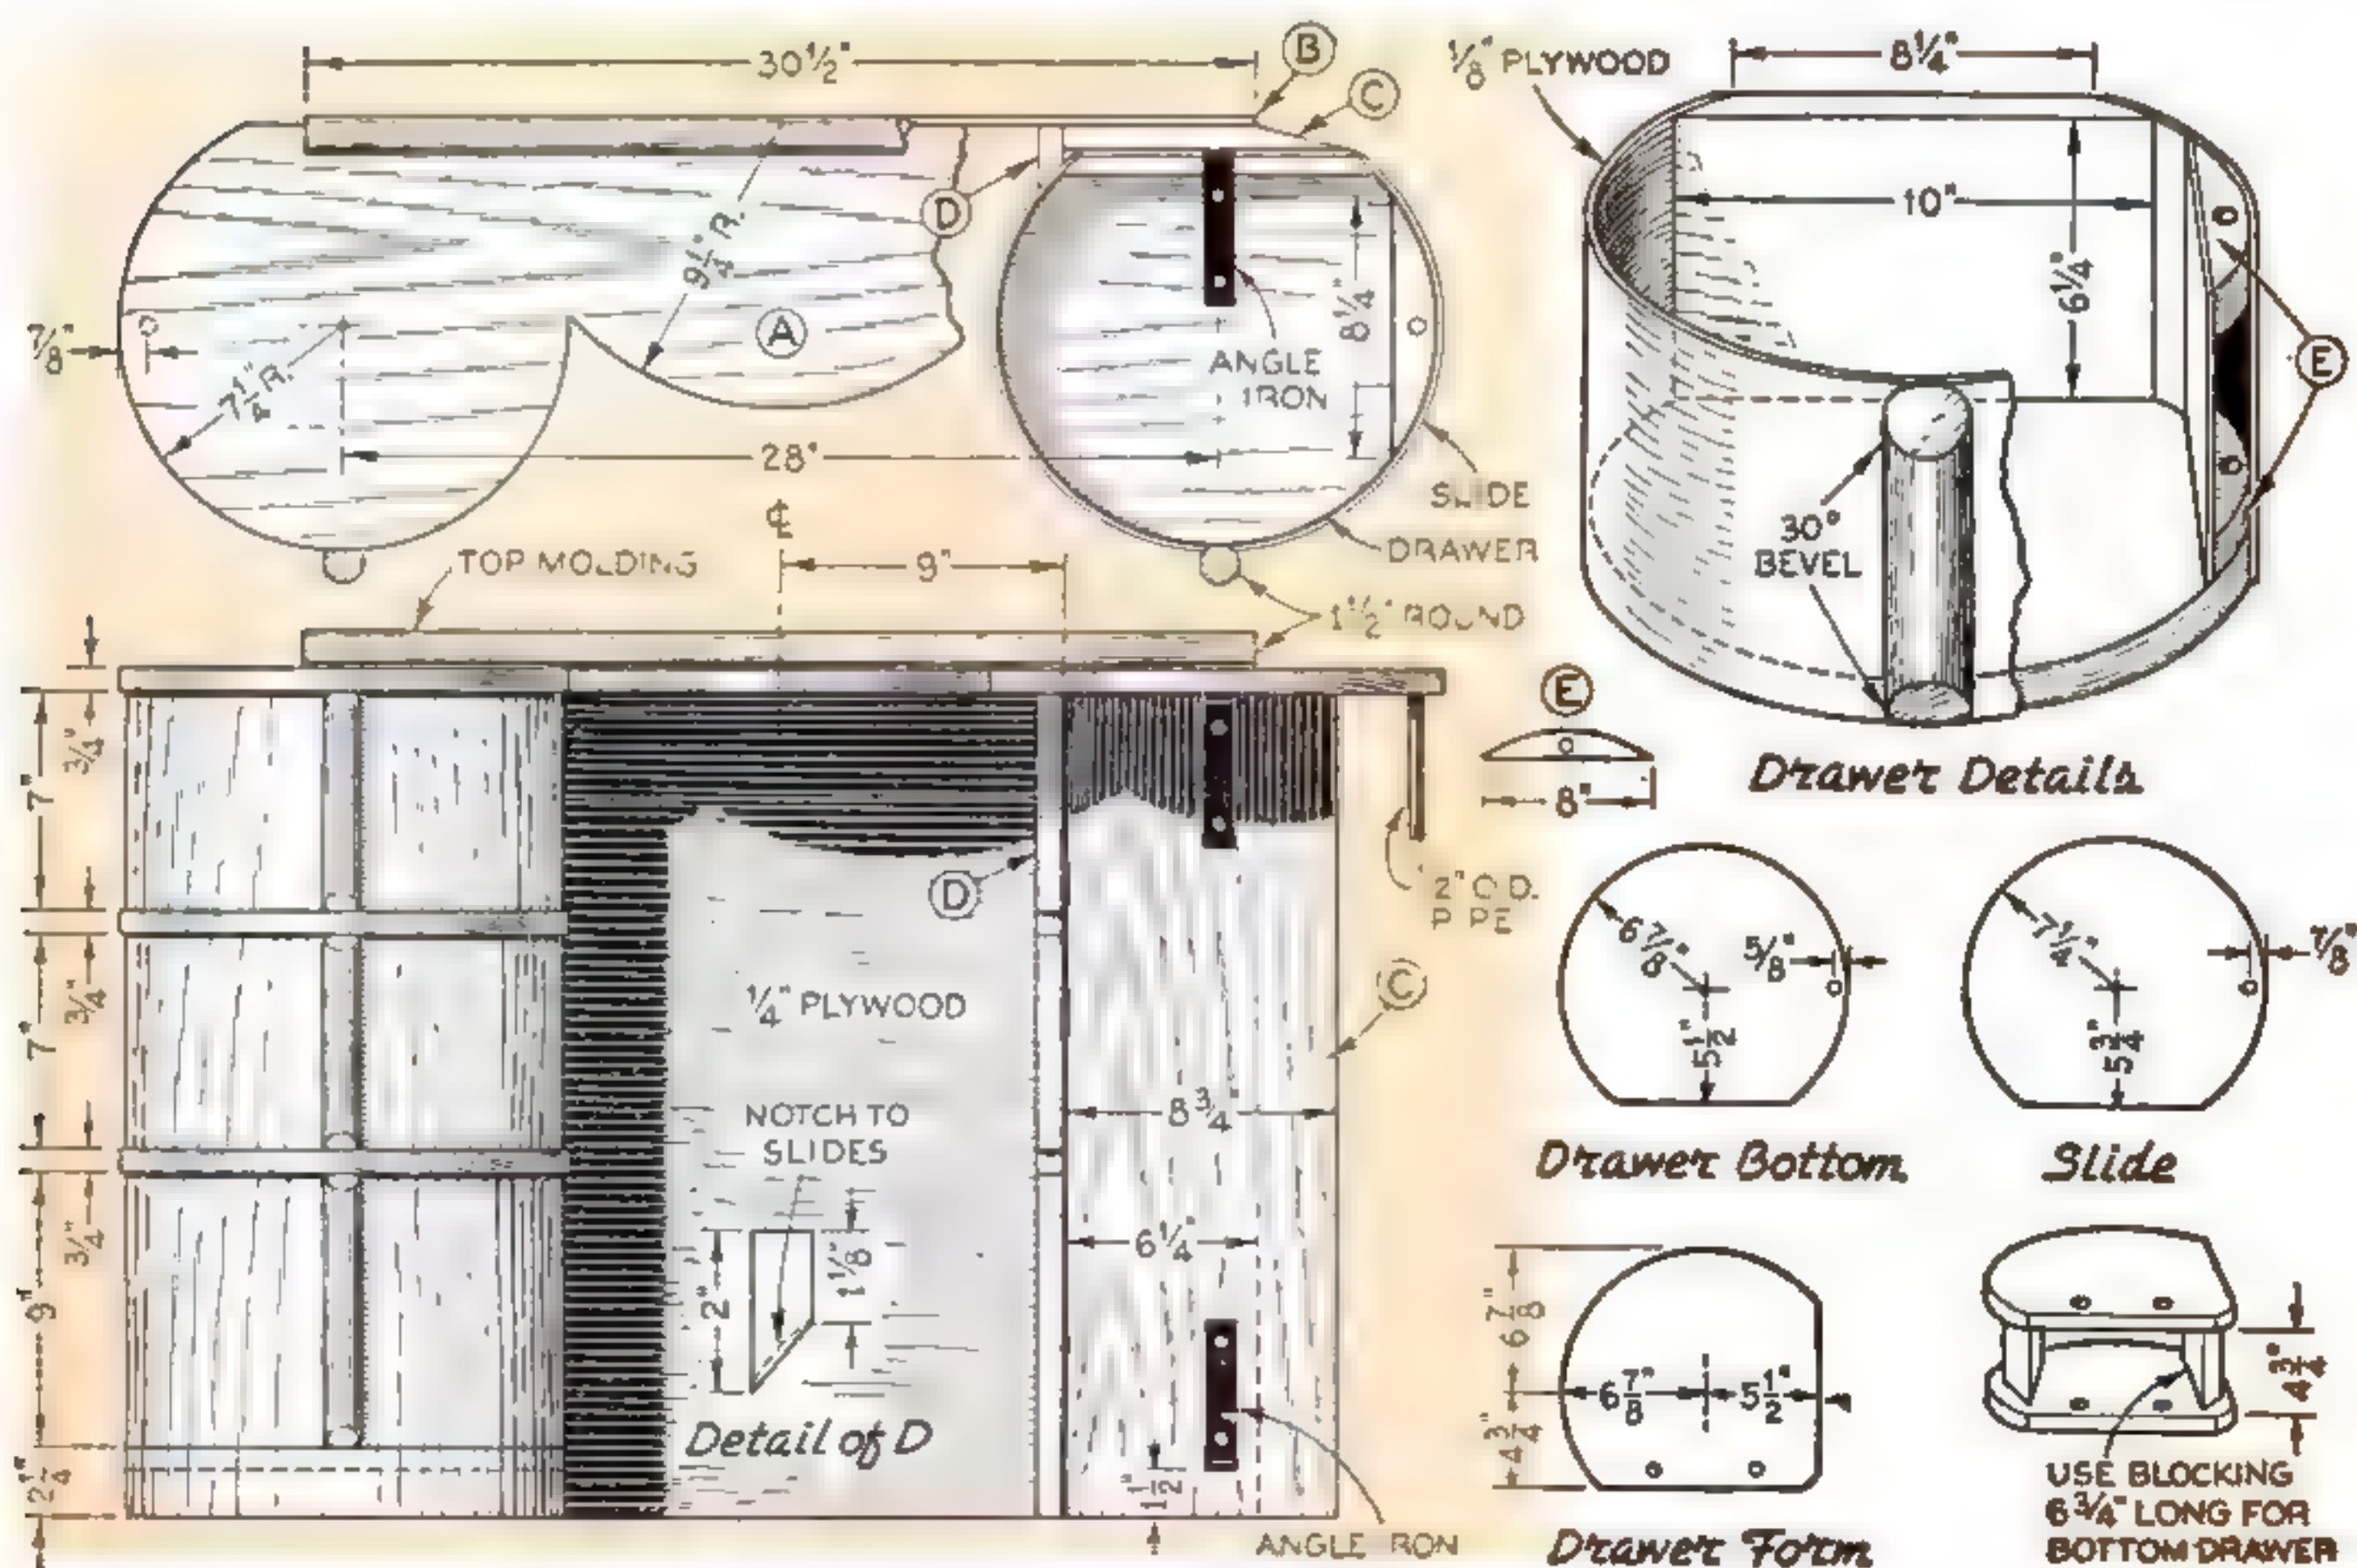 30½"
B
C
⅛" PLYWOOD
8¼"
10"
6¼"
E
30°
BEVEL
Drawer Details
D
9¼" R.
A
⅞"
7¼" R.
8¼"
ANGLE
IRON
28"
SLIDE
DRAWER
1½" ROUND
℄
9"
TOP MOLDING
7"
¾"
7"
¾"
9"
¾"
2¼"
D
¼" PLYWOOD
NOTCH TO
SLIDES
2"
1⅛"
Detail of D
C
8¾"
6¼"
1½"
ANGLE IRON
2" O.D.
PIPE
E
8"
6⅞"
⅝"
5½"
Drawer Bottom
7¼"
⅞"
5¾"
Slide
6⅞"
4¾"
6⅞"
5½"
Drawer Form
4¾"
USE BLOCKING
6¾" LONG FOR
BOTTOM DRAWER